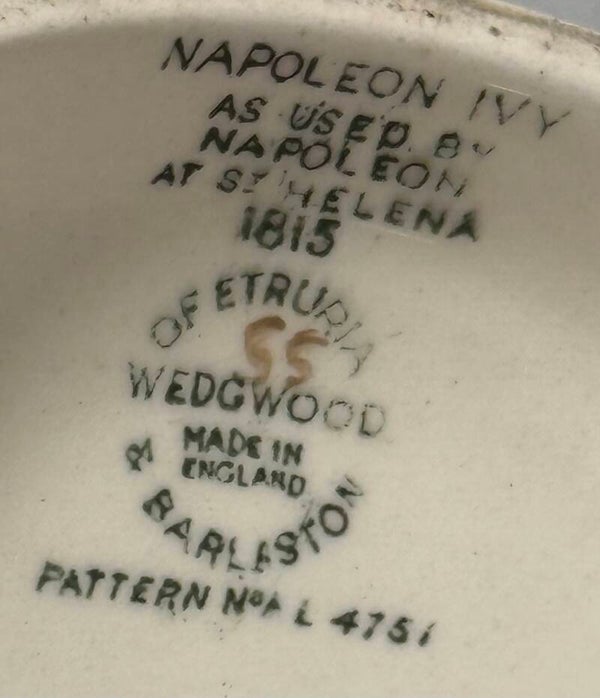 NAPOLEON IVY
AS USED BY
NAPOLEON
AT ST HELENA
1815
OF ETRURIA
55
WEDGWOOD
MADE IN
ENGLAND
& BARLASTON
PATTERN No A L 4751